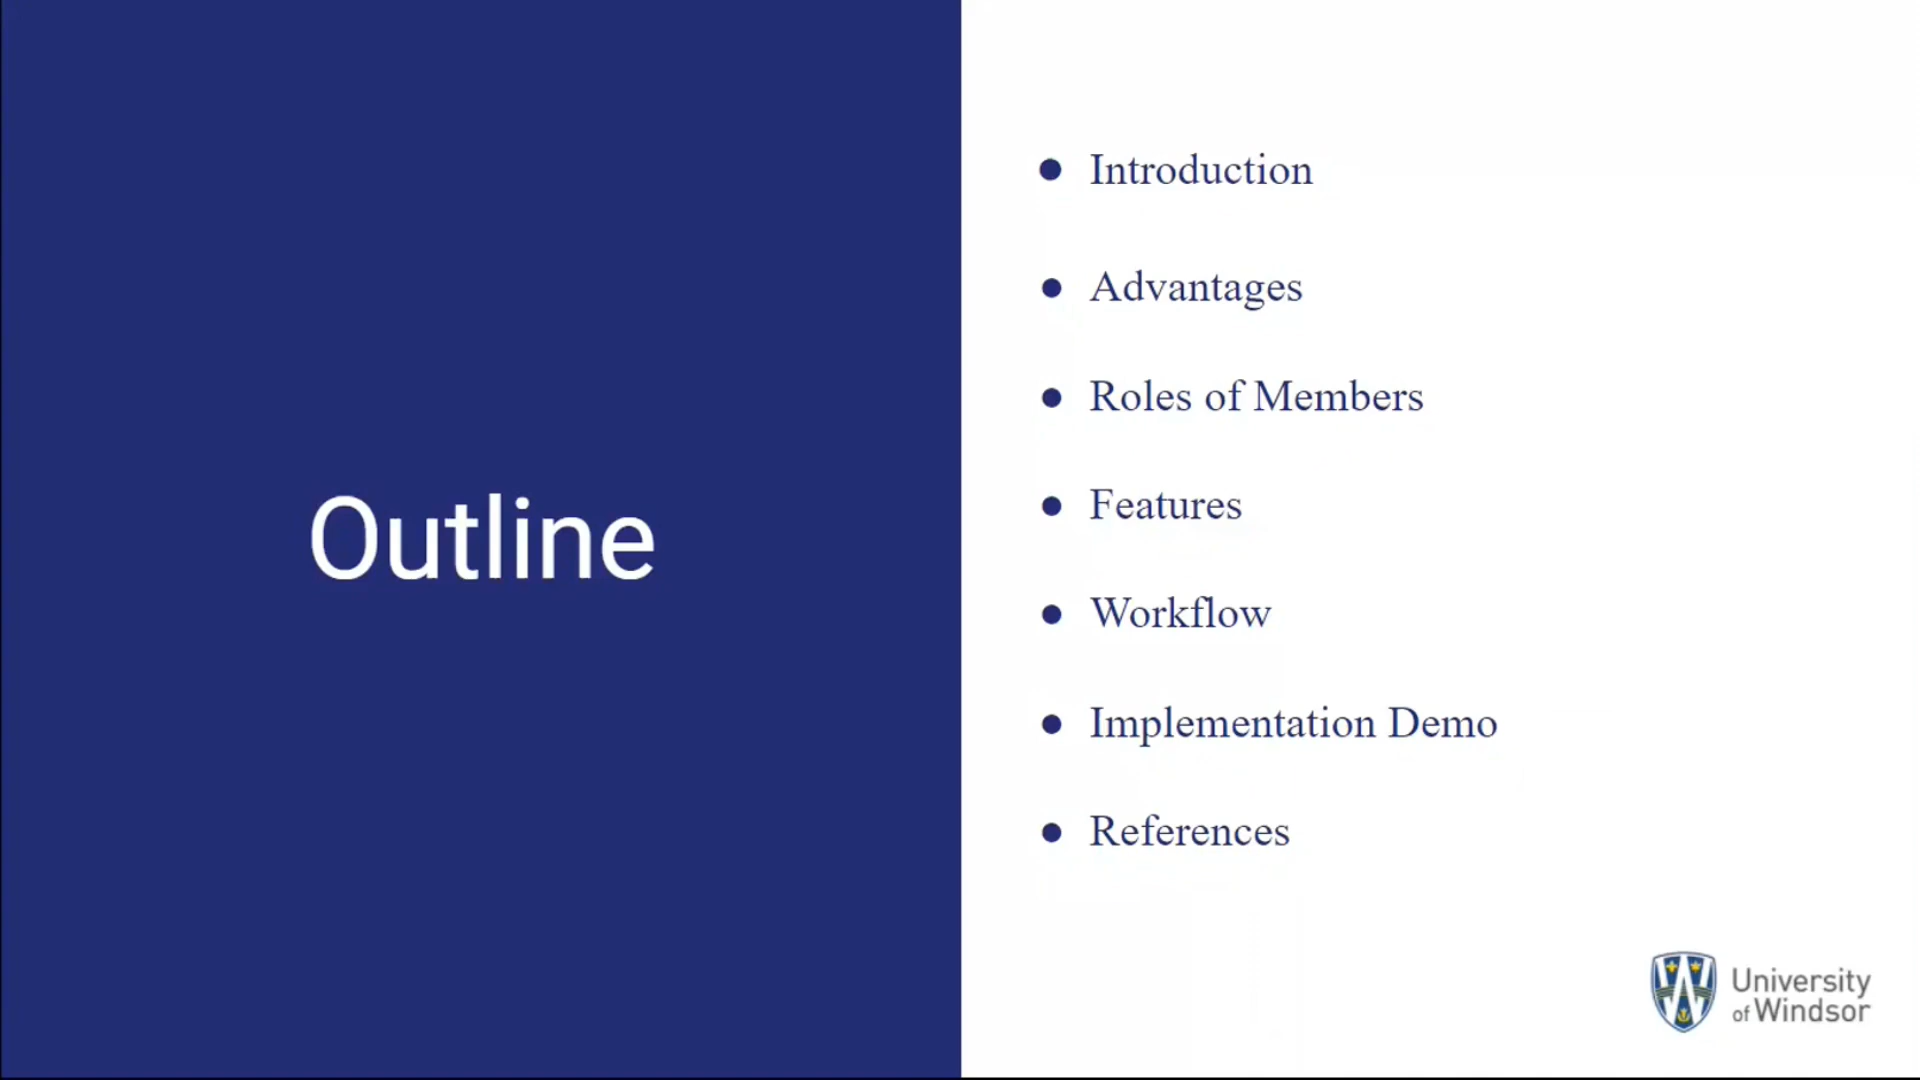 Outline
● Introduction
● Advantages
● Roles of Members
● Features
● Workflow
● Implementation Demo
● References
University
of Windsor